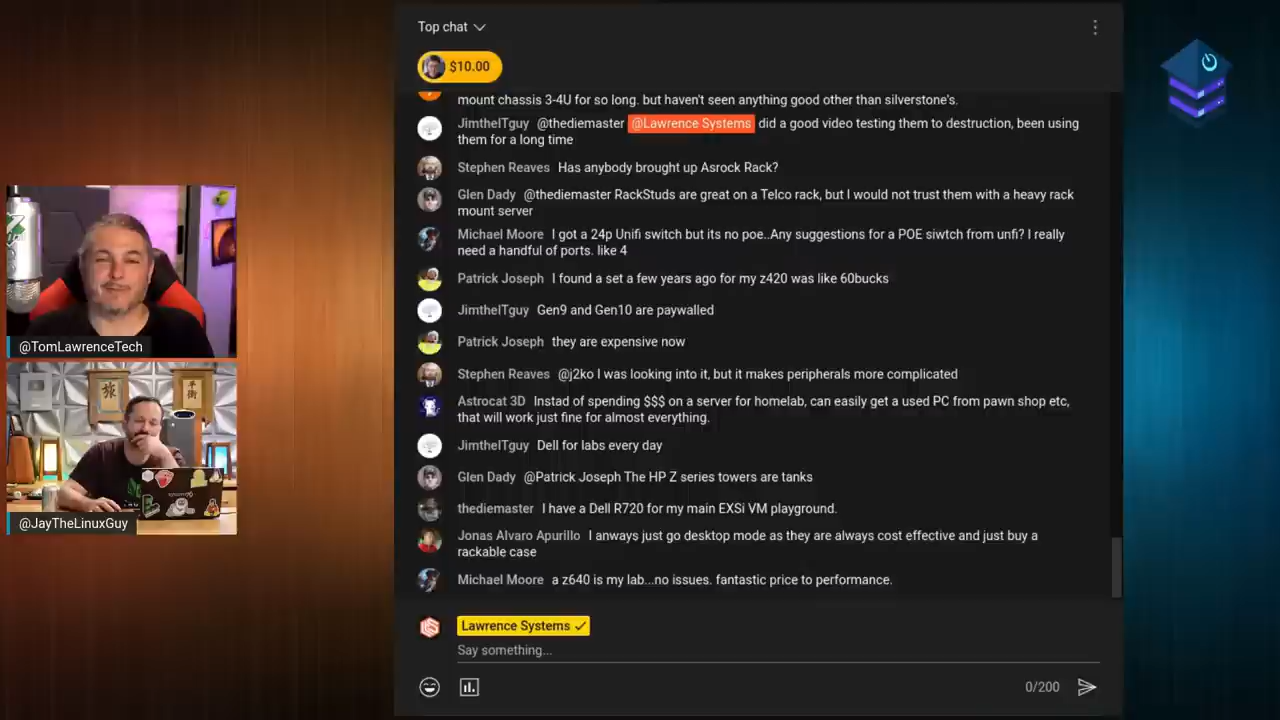 Top chat
$10.00
mount chassis 3-4U for so long. but haven't seen anything good other than silverstone's.
JimtheITguy @thediemaster @Lawrence Systems did a good video testing them to destruction, been using
them for a long time
Stephen Reaves Has anybody brought up Asrock Rack?
Glen Dady @thediemaster RackStuds are great on a Telco rack, but I would not trust them with a heavy rack
mount server
Michael Moore I got a 24p Unifi switch but its no poe..Any suggestions for a POE siwtch from unfi? I really
need a handful of ports. like 4
Patrick Joseph I found a set a few years ago for my z420 was like 60bucks
JimtheITguy Gen9 and Gen10 are paywalled
Patrick Joseph they are expensive now
Stephen Reaves @j2ko I was looking into it, but it makes peripherals more complicated
Astrocat 3D Instad of spending $$$ on a server for homelab, can easily get a used PC from pawn shop etc,
that will work just fine for almost everything.
JimtheITguy Dell for labs every day
Glen Dady @Patrick Joseph The HP Z series towers are tanks
thediemaster I have a Dell R720 for my main EXSi VM playground.
Jonas Alvaro Apurillo I anways just go desktop mode as they are always cost effective and just buy a
rackable case
Michael Moore a z640 is my lab...no issues. fantastic price to performance.
Lawrence Systems
Say something...
0/200
@TomLawrenceTech
旅
@JayTheLinuxGuy